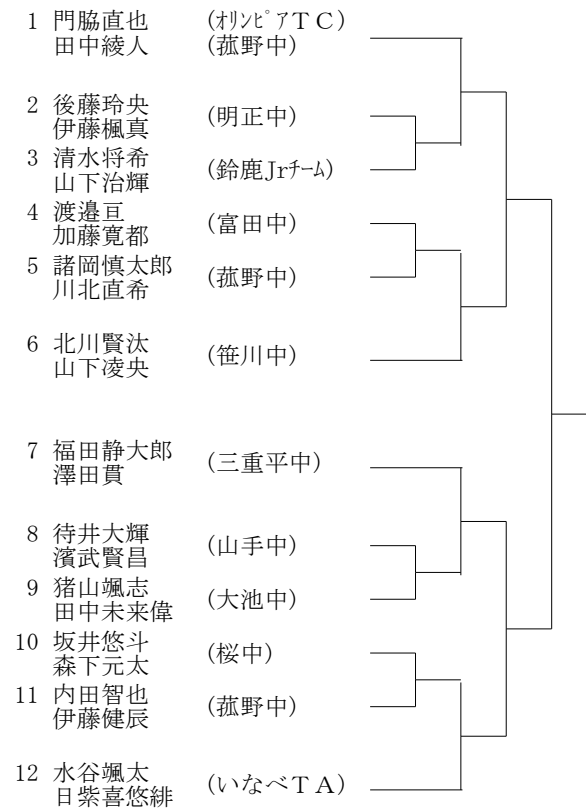 1 門脇直也 (ｵﾘﾝﾋﾟｱＴＣ)
田中綾人 (菰野中)
2 後藤玲央
伊藤楓真 (明正中)
3 清水将希
山下治輝 (鈴鹿Jrﾁｰﾑ)
4 渡邉亘
加藤寛都 (富田中)
5 諸岡慎太郎
川北直希 (菰野中)
6 北川賢汰
山下凌央 (笹川中)
7 福田静大郎
澤田貫 (三重平中)
8 待井大輝
濱武賢昌 (山手中)
9 猪山颯志
田中未来偉 (大池中)
10 坂井悠斗
森下元太 (桜中)
11 内田智也
伊藤健辰 (菰野中)
12 水谷颯太
日紫喜悠緋 (いなべＴＡ)